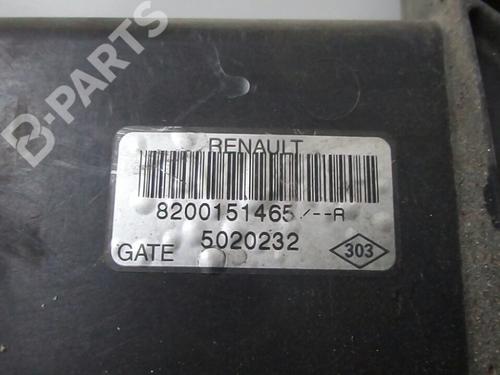 B-PARTS
RENAULT
8200151465/--A
GATE 5020232 303